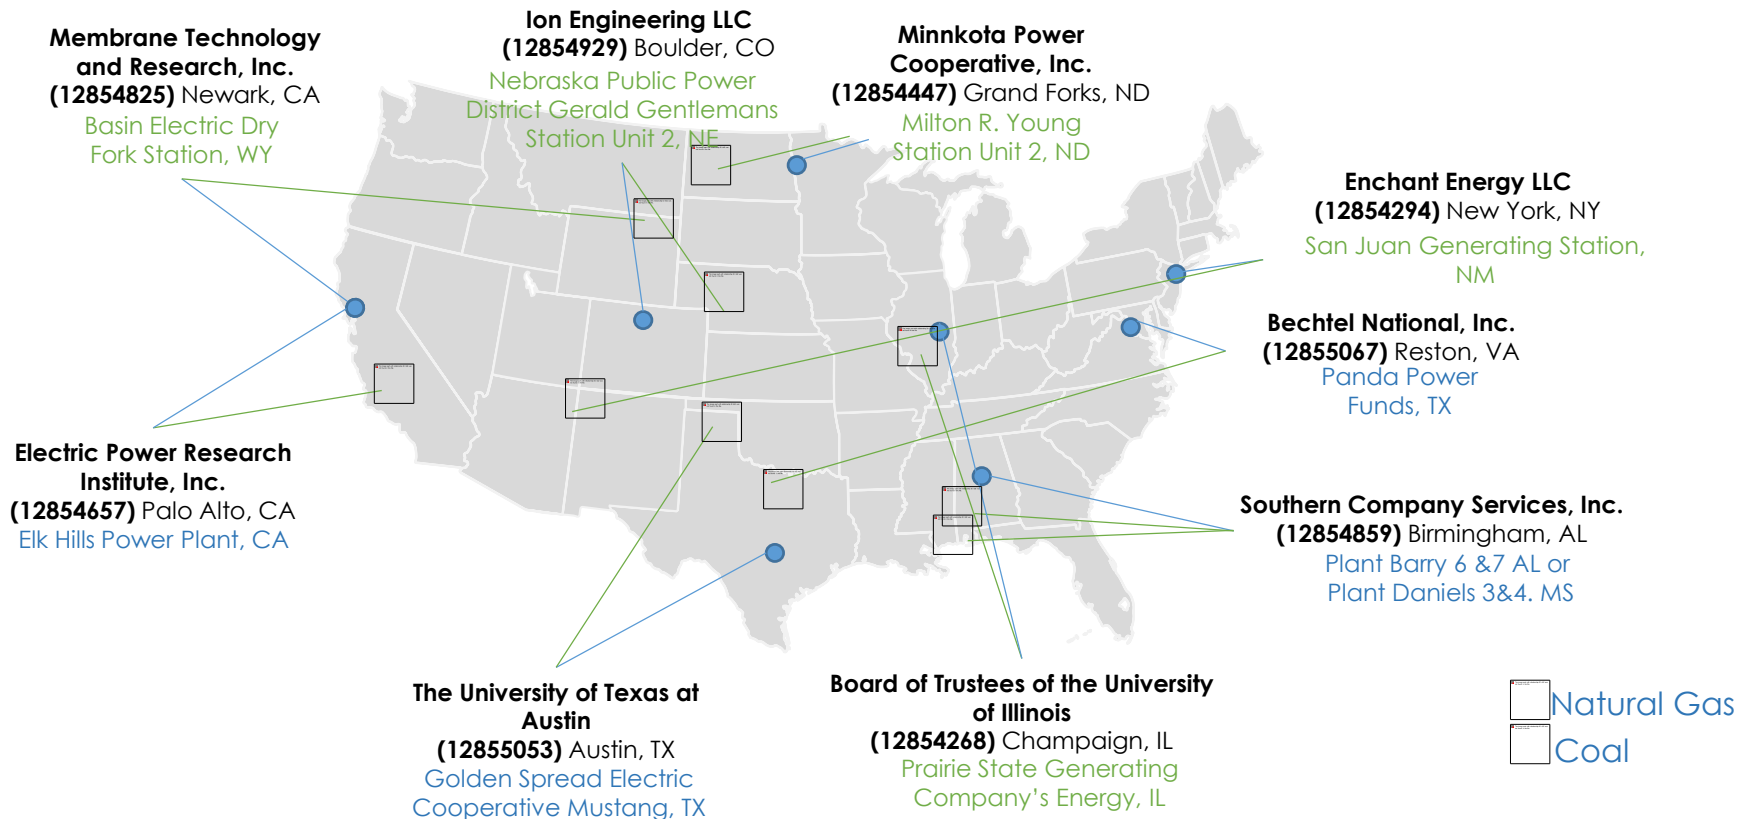 Membrane Technology
and Research, Inc.
(12854825) Newark, CA
Basin Electric Dry
Fork Station, WY
Ion Engineering LLC
(12854929) Boulder, CO
Nebraska Public Power
District Gerald Gentlemans
Station Unit 2, NE
Minnkota Power
Cooperative, Inc.
(12854447) Grand Forks, ND
Milton R. Young
Station Unit 2, ND
Enchant Energy LLC
(12854294) New York, NY
San Juan Generating Station,
NM
Bechtel National, Inc.
(12855067) Reston, VA
Panda Power
Funds, TX
Electric Power Research
Institute, Inc.
(12854657) Palo Alto, CA
Elk Hills Power Plant, CA
Southern Company Services, Inc.
(12854859) Birmingham, AL
Plant Barry 6 &7 AL or
Plant Daniels 3&4. MS
The University of Texas at
Austin
(12855053) Austin, TX
Golden Spread Electric
Cooperative Mustang, TX
Board of Trustees of the University
of Illinois
(12854268) Champaign, IL
Prairie State Generating
Company’s Energy, IL
Natural Gas
Coal